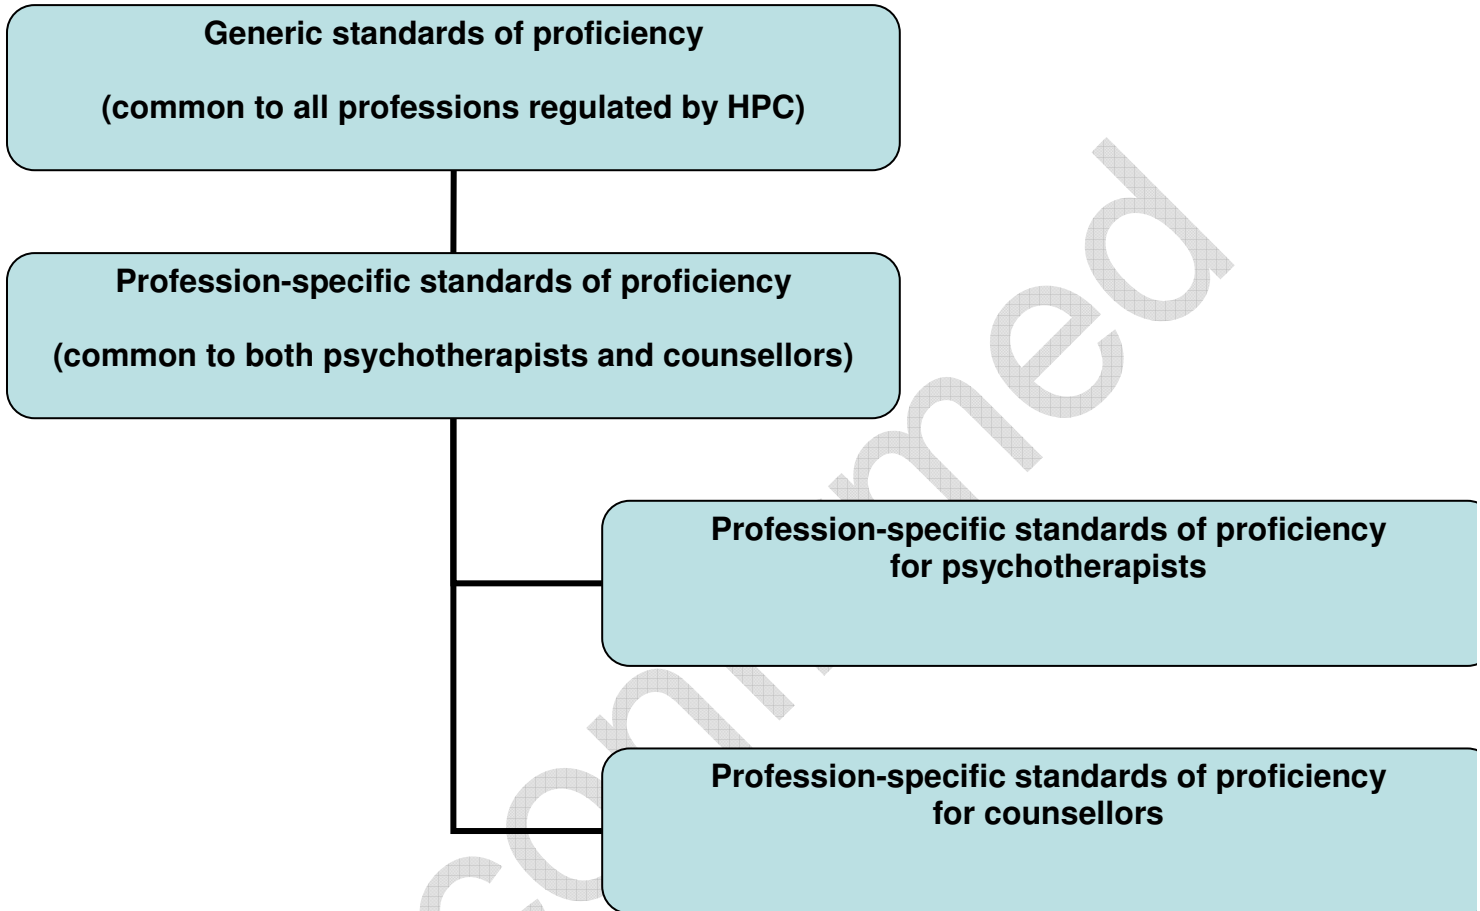 Generic standards of proficiency
(common to all professions regulated by HPC)
Profession-specific standards of proficiency
(common to both psychotherapists and counsellors)
Profession-specific standards of proficiency
for psychotherapists
Profession-specific standards of proficiency
for counsellors